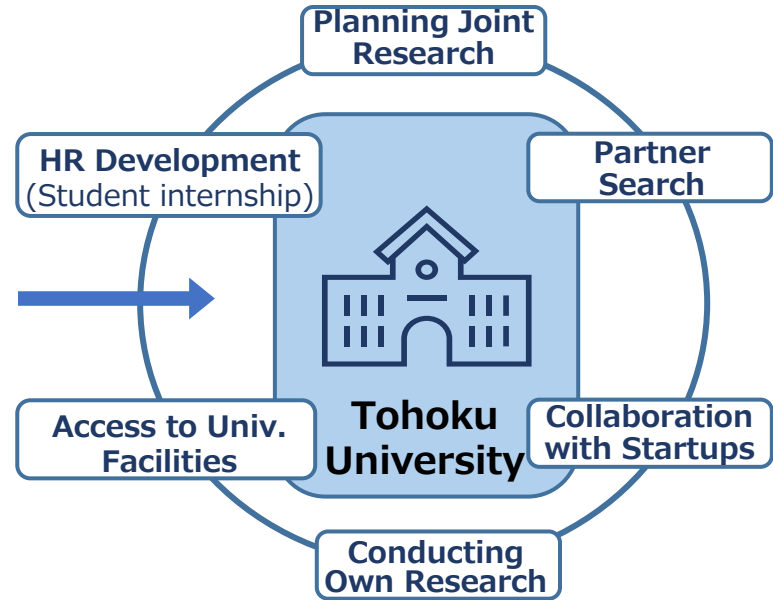 Planning Joint
Research
HR Development
(Student internship)
Partner
Search
Tohoku
University
Access to Univ.
Facilities
Collaboration
with Startups
Conducting
Own Research